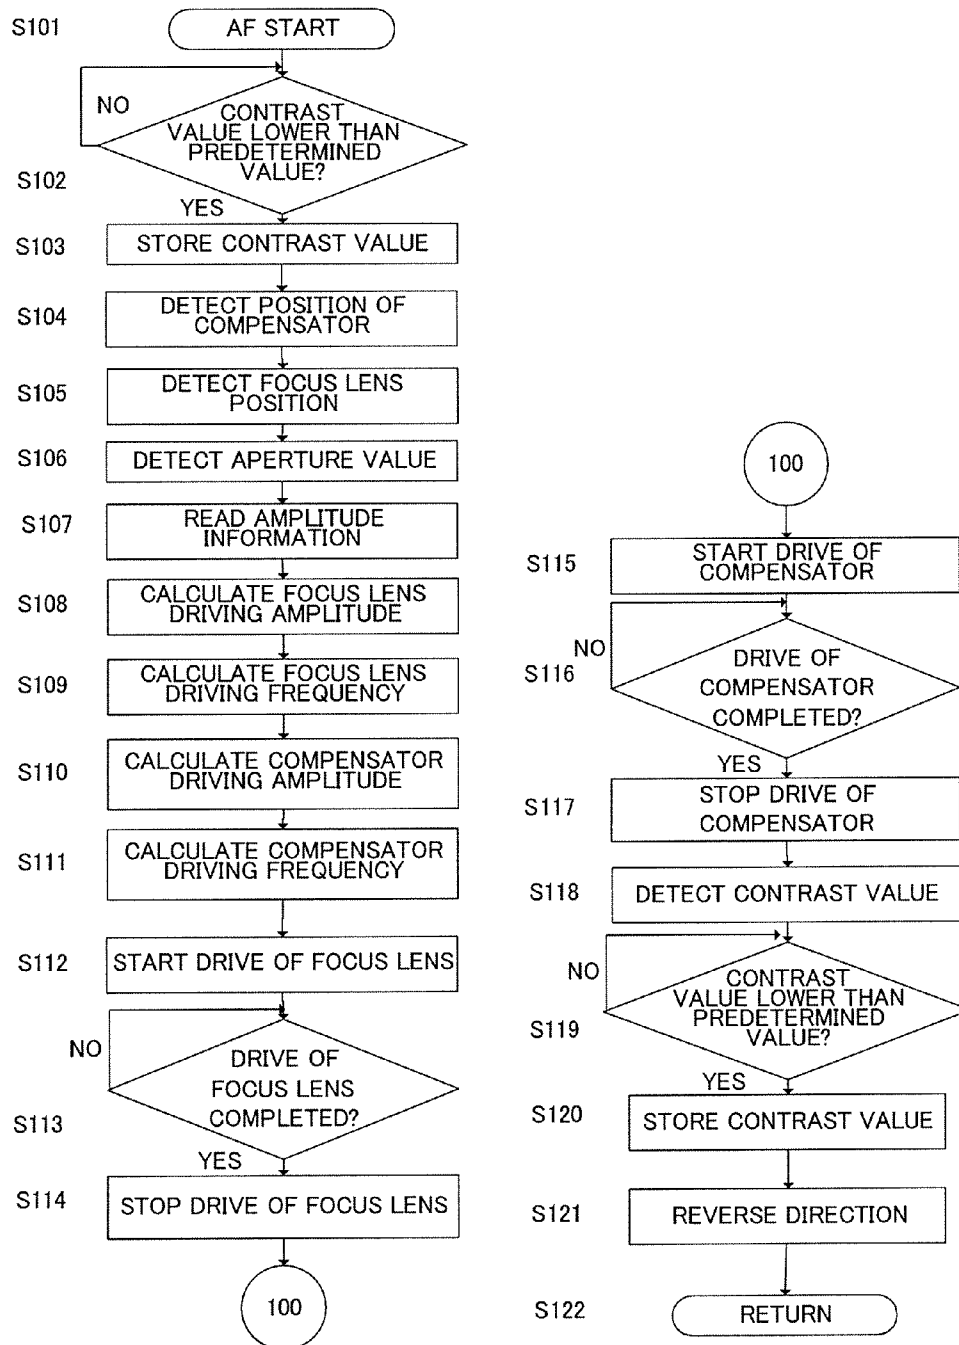 S101
AF START
NO
CONTRAST
VALUE LOWER THAN
PREDETERMINED
VALUE?
S102
YES
S103
STORE CONTRAST VALUE
S104
DETECT POSITION OF
COMPENSATOR
S105
DETECT FOCUS LENS
POSITION
S106
DETECT APERTURE VALUE
S107
READ AMPLITUDE
INFORMATION
S108
CALCULATE FOCUS LENS
DRIVING AMPLITUDE
S109
CALCULATE FOCUS LENS
DRIVING FREQUENCY
S110
CALCULATE COMPENSATOR
DRIVING AMPLITUDE
S111
CALCULATE COMPENSATOR
DRIVING FREQUENCY
S112
START DRIVE OF FOCUS LENS
NO
DRIVE OF
FOCUS LENS
COMPLETED?
S113
YES
S114
STOP DRIVE OF FOCUS LENS
100
100
S115
START DRIVE OF
COMPENSATOR
NO
S116
DRIVE OF
COMPENSATOR
COMPLETED?
YES
S117
STOP DRIVE OF
COMPENSATOR
S118
DETECT CONTRAST VALUE
NO
CONTRAST
VALUE LOWER THAN
PREDETERMINED
VALUE?
S119
YES
S120
STORE CONTRAST VALUE
S121
REVERSE DIRECTION
S122
RETURN